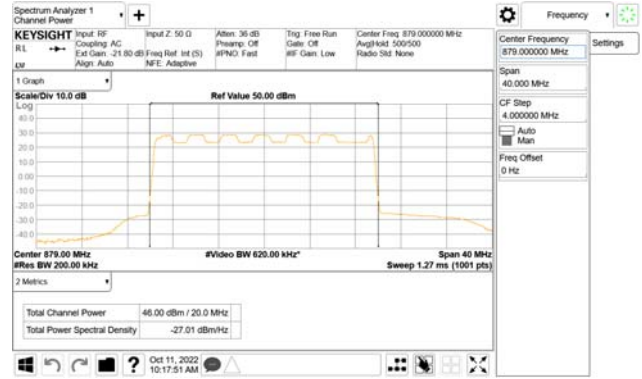 Spectrum Analyzer 1
Channel Power
+
Frequency
KEYSIGHT
RL
LU
Input: RF
Coupling: AC
Ext Gain: -21.80 dB
Align: Auto
Input Z: 50 Ω
Freq Ref: Int (S)
NFE: Adaptive
Atten: 36 dB
Preamp: Off
#PNO: Fast
Trig: Free Run
Gate: Off
#IF Gain: Low
Center Freq: 879.000000 MHz
Avg|Hold: 500/500
Radio Std: None
Center Frequency
879.000000 MHz
Settings
Span
40.000 MHz
CF Step
4.000000 MHz
Auto
Man
Freq Offset
0 Hz
1 Graph
Scale/Div 10.0 dB
Ref Value 50.00 dBm
Log
40.0
30.0
20.0
10.0
0.00
-10.0
-20.0
-30.0
-40.0
Center 879.00 MHz
#Video BW 620.00 kHz*
Span 40 MHz
#Res BW 200.00 kHz
Sweep 1.27 ms (1001 pts)
2 Metrics
Total Channel Power 46.00 dBm / 20.0 MHz
Total Power Spectral Density -27.01 dBm/Hz
?
Oct 11, 2022
10:17:51 AM